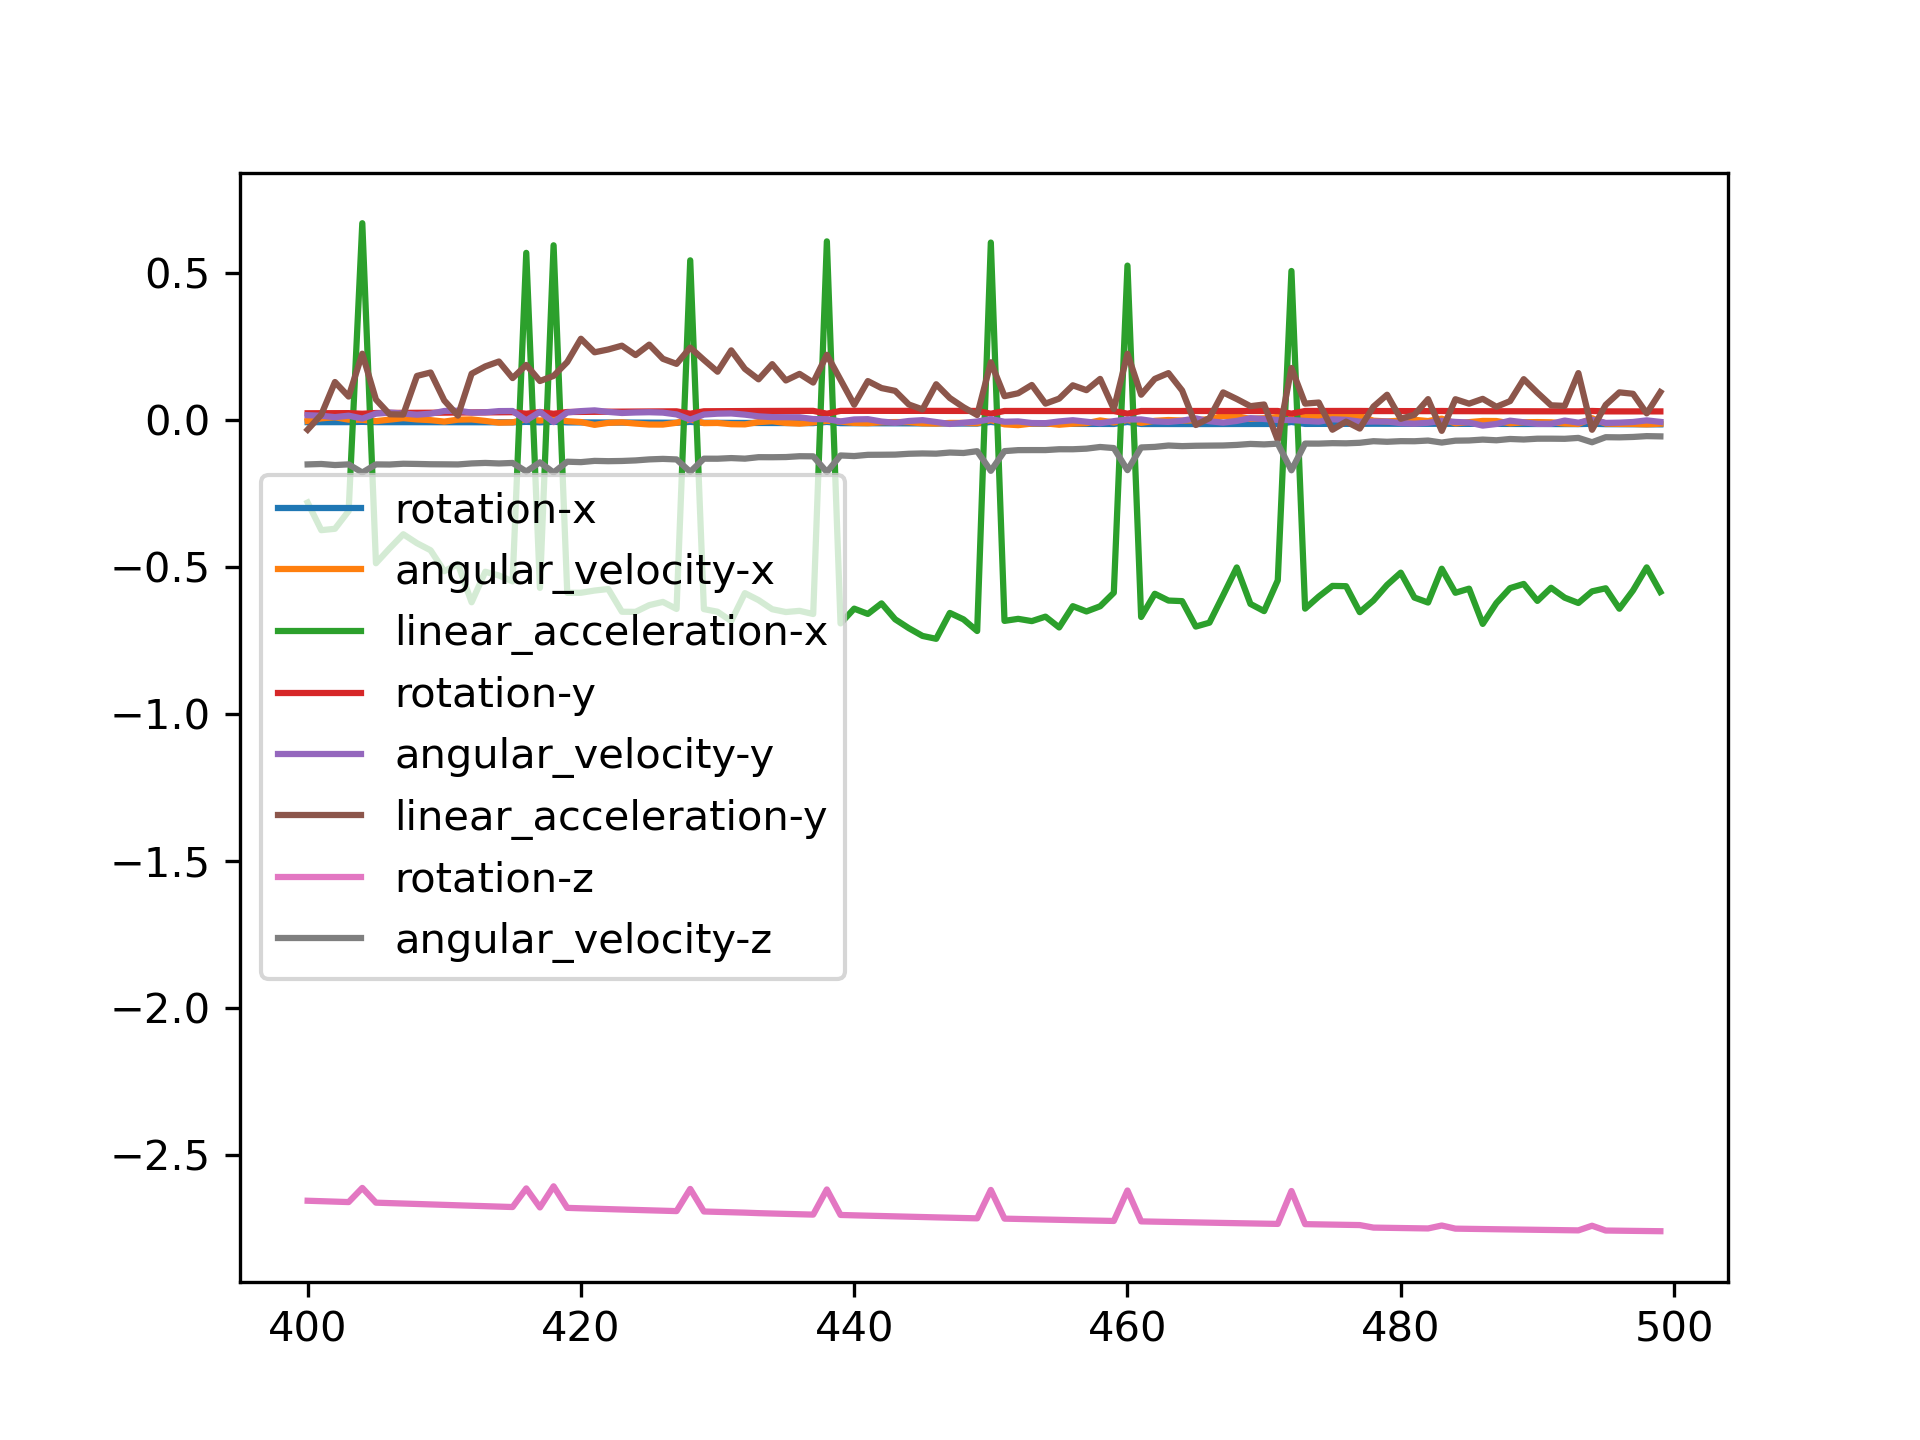 0.5
0.0
−0.5
−1.0
−1.5
−2.0
−2.5
rotation-x
angular_velocity-x
linear_acceleration-x
rotation-y
angular_velocity-y
linear_acceleration-y
rotation-z
angular_velocity-z
400 420 440 460 480 500